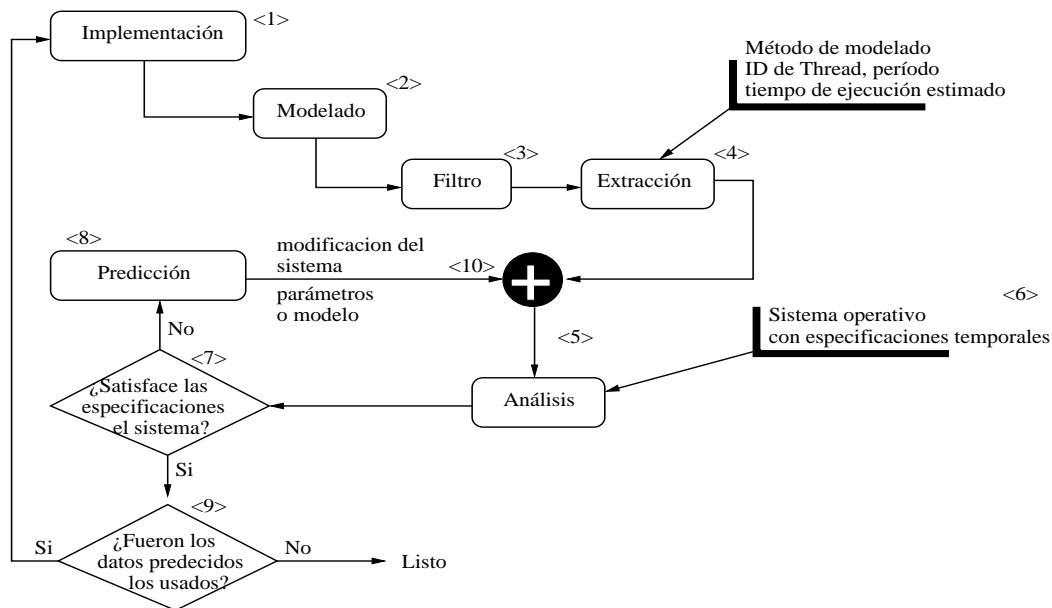 Implementación
<1>
Modelado
<2>
Filtro
<3>
Extracción
<4>
Método de modelado
ID de Thread, período
tiempo de ejecución estimado
<8>
Predicción
modificacion del
sistema
parámetros
o modelo
<10>
+
<5>
<6>
Sistema operativo
con especificaciones temporales
Análisis
No
<7>
¿Satisface las
especificaciones
el sistema?
Si
<9>
¿Fueron los
datos predecidos
los usados?
Si
No
Listo